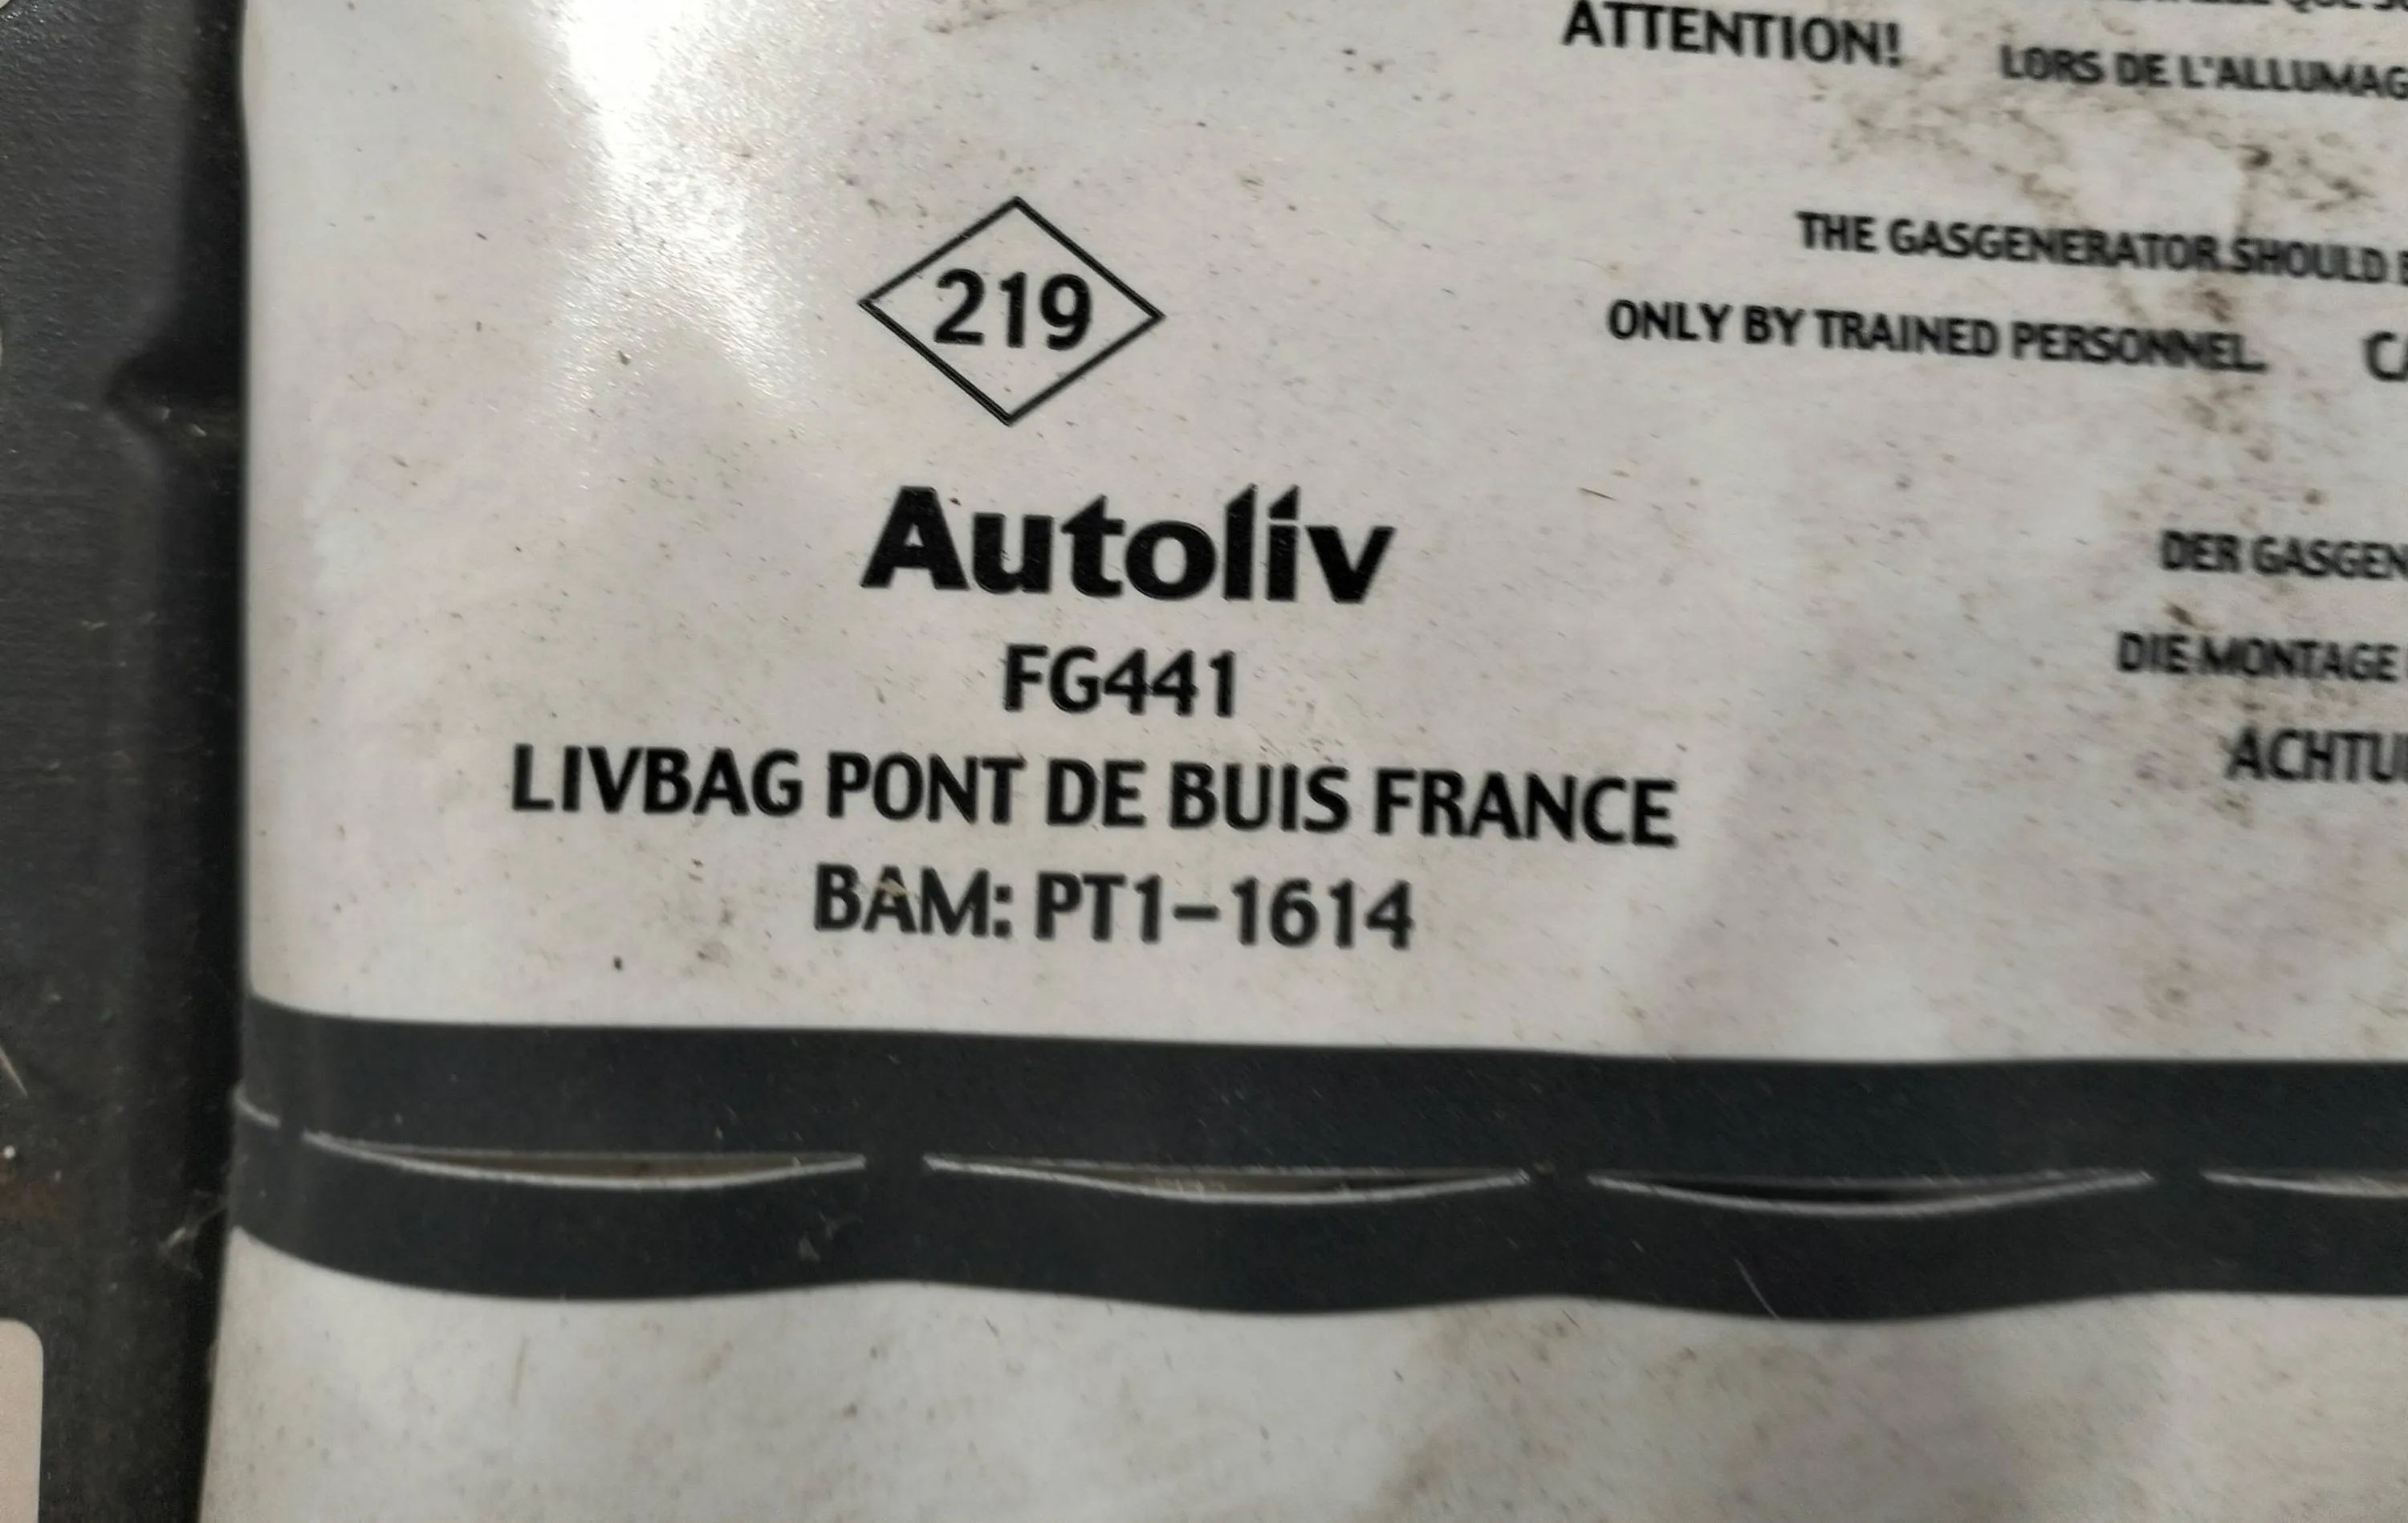 ATTENTION!
LORS DE L'ALLUMAG
219
THE GASGENERATOR SHOULD
ONLY BY TRAINED PERSONNEL.
CA
Autoliv
DER GASGEN
FG441
DIE MONTAGE
LIVBAG PONT DE BUIS FRANCE
ACHTU
BAM: PT1-1614